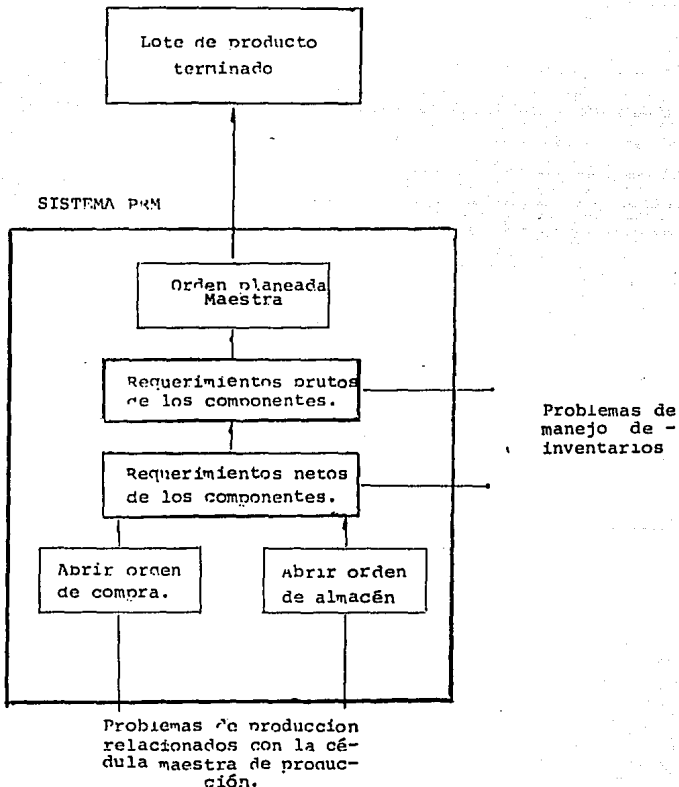 Lote de producto
terminado
SISTEMA PRM
Orden planeada
Maestra
Requerimientos brutos
de los componentes.
Problemas de
manejo de -
inventarios
Requerimientos netos
de los componentes.
Abrir orden
de compra.
Abrir orden
de almacén
Problemas de produccion
relacionados con la cé-
dula maestra de produc-
ción.